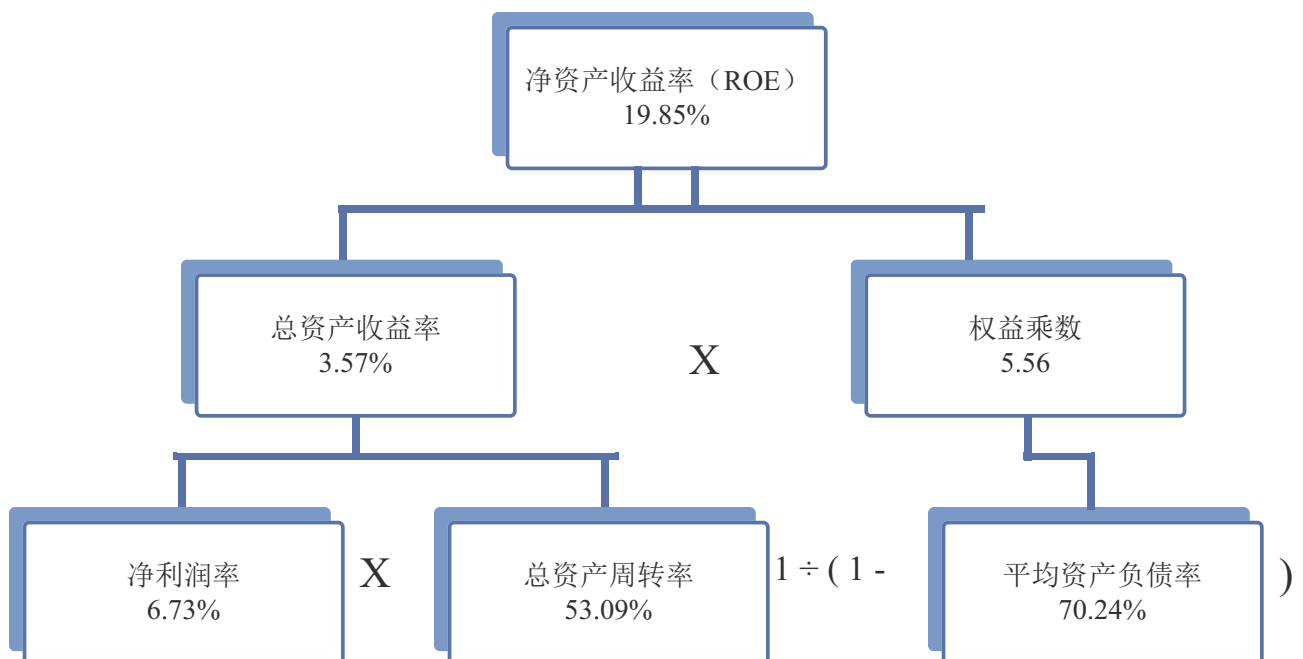 净资产收益率（ROE）
19.85%
总资产收益率
3.57%
X
权益乘数
5.56
净利润率
6.73%
X
总资产周转率
53.09%
1 ÷ ( 1 -
平均资产负债率
70.24%
)